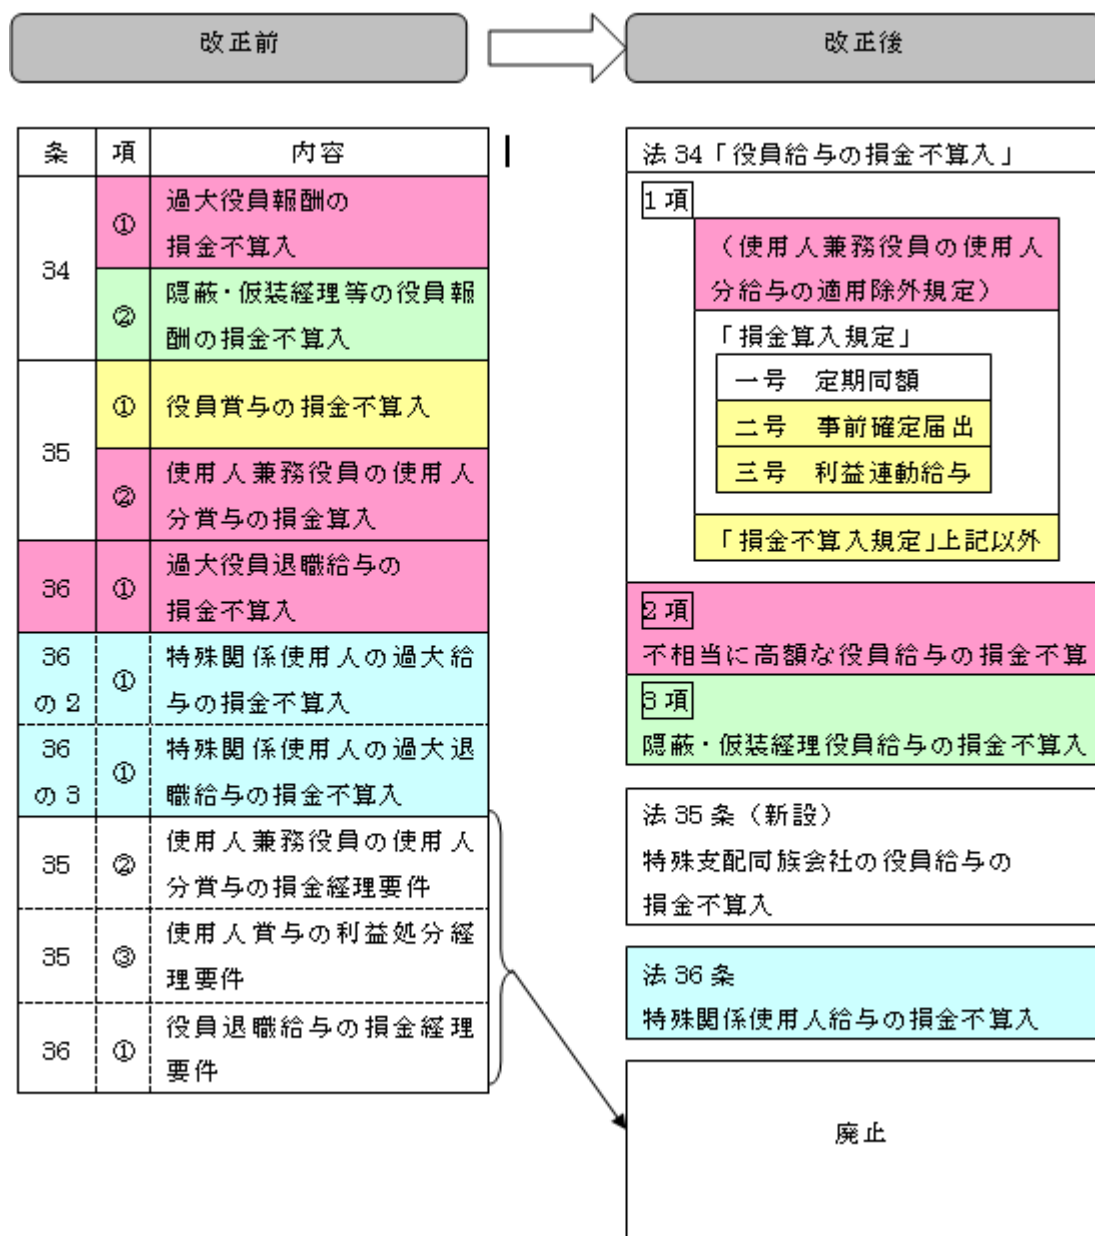 改正前
改正後
条 項 内容
34
①
過大役員報酬の
損金不算入
②
隠蔽・仮装経理等の役員報
酬の損金不算入
35
①
役員賞与の損金不算入
②
使用人兼務役員の使用人
分賞与の損金算入
36
①
過大役員退職給与の
損金不算入
36
の2
①
特殊関係使用人の過大給
与の損金不算入
36
の3
①
特殊関係使用人の過大退
職給与の損金不算入
35
②
使用人兼務役員の使用人
分賞与の損金経理要件
35
③
使用人賞与の利益処分経
理要件
36
①
役員退職給与の損金経理
要件
法34「役員給与の損金不算入」
1項
(使用人兼務役員の使用人
分給与の適用除外規定)
「損金算入規定」
一号 定期同額
二号 事前確定届出
三号 利益連動給与
「損金不算入規定」上記以外
2項
不相当に高額な役員給与の損金不算
3項
隠蔽・仮装経理役員給与の損金不算入
法35条(新設)
特殊支配同族会社の役員給与の
損金不算入
法36条
特殊関係使用人給与の損金不算入
廃止